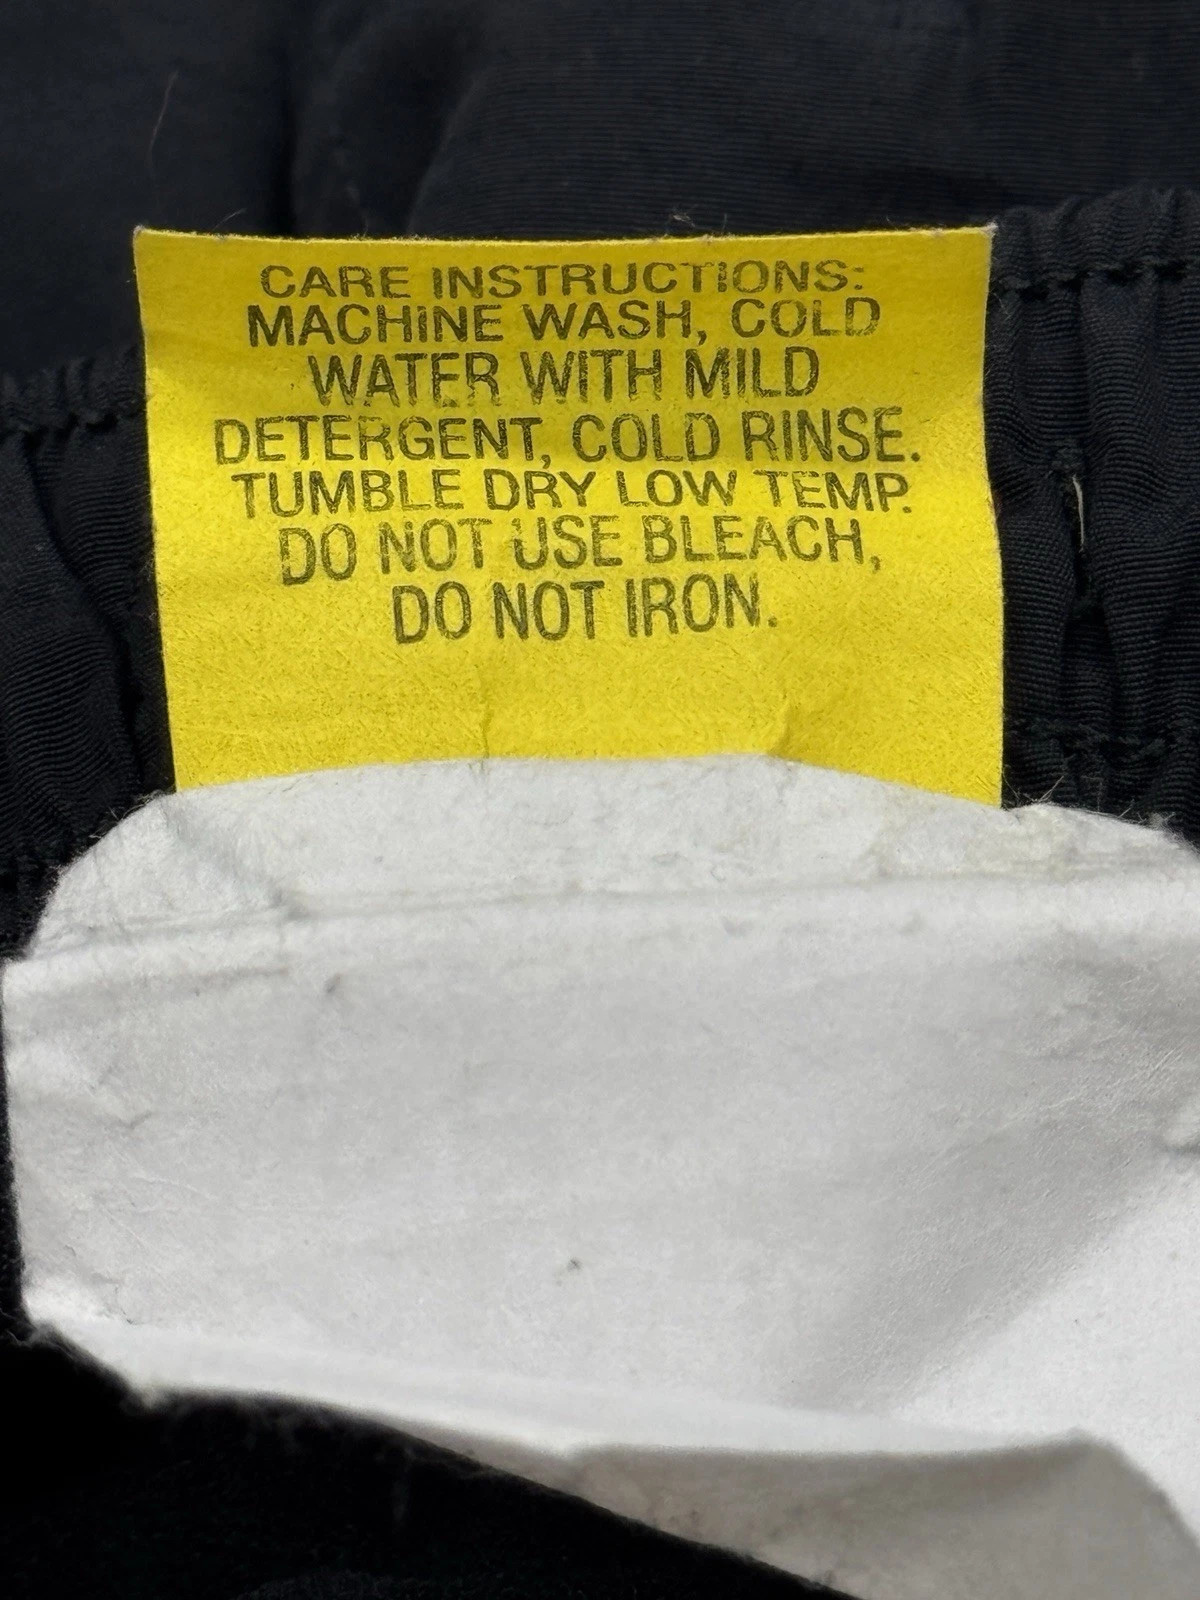 CARE INSTRUCTIONS:
MACHINE WASH, COLD
WATER WITH MILD
DETERGENT, COLD RINSE.
TUMBLE DRY LOW TEMP.
DO NOT USE BLEACH,
DO NOT IRON.